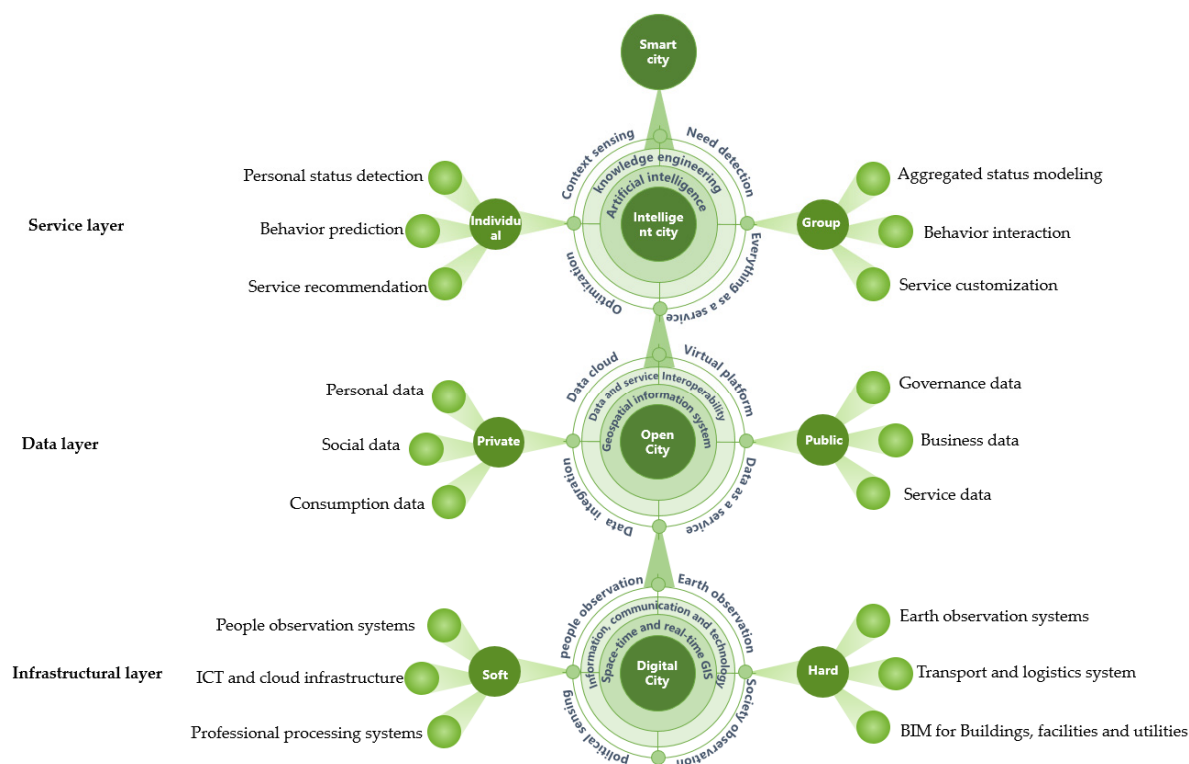 Smart
city
Context sensing
Need detection
knowledge engineering
Artificial intelligence
Intellige
nt city
Optimization
Everything as a service
Service layer
Personal status detection
Behavior prediction
Service recommendation
Individu
al
Group
Aggregated status modeling
Behavior interaction
Service customization
Data cloud
Virtual platform
Data and service Interoperability
Geospatial information system
Open
City
Data integration
Data as a service
Data layer
Personal data
Social data
Consumption data
Private
Public
Governance data
Business data
Service data
people observation
Earth observation
Information, communication and technology
Space-time and real-time GIS
Digital
City
political sensing
Society observation
Infrastructural layer
People observation systems
ICT and cloud infrastructure
Professional processing systems
Soft
Hard
Earth observation systems
Transport and logistics system
BIM for Buildings, facilities and utilities